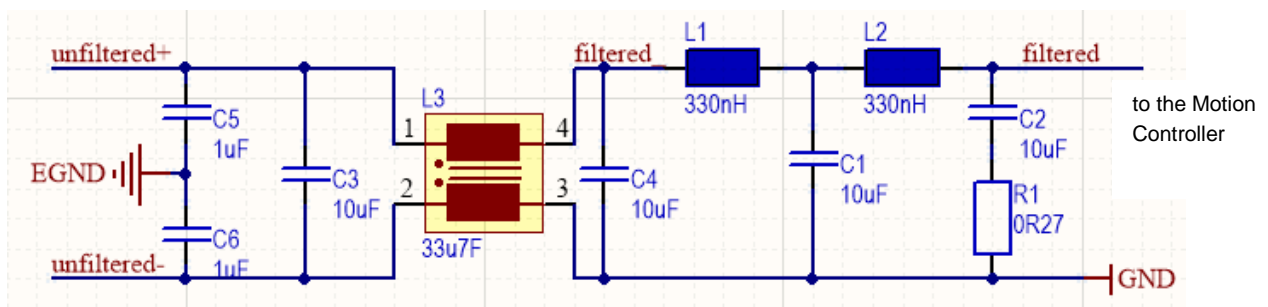 unfiltered+
C5
1uF
EGND
C6
1uF
unfiltered-
C3
10uF
L3
1
4
2
3
33u7F
filtered_
C4
10uF
L1
330nH
C1
10uF
L2
330nH
filtered
C2
10uF
R1
0R27
GND
to the Motion
Controller